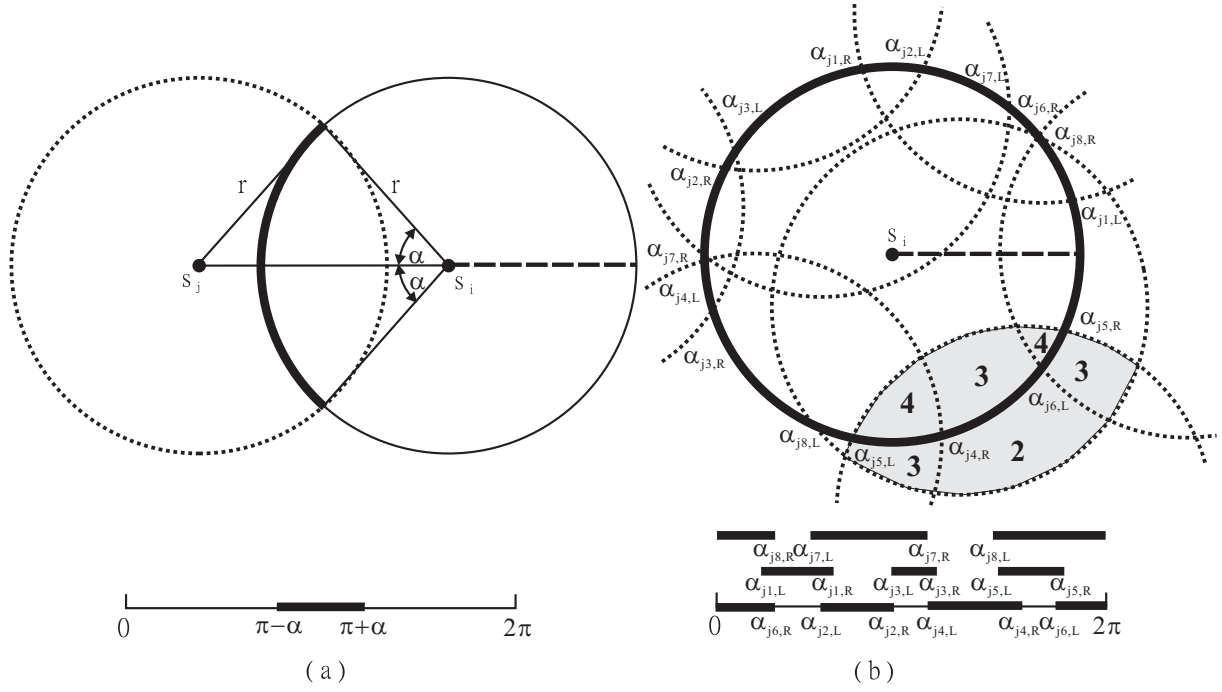 r
r
α
α
s j
s i
0
π−α
π+α
2π
(a)
α j1,R
α j2,L
α j7,L
α j3,L
α j6,R
α j8,R
α j2,R
α j1,L
s i
α j7,R
α j4,L
α j5,R
4
3
3
α j3,R
4
α j6,L
α j8,L
α j5,L
3
α j4,R
2
α j8,R α j7,L α j7,R α j8,L
α j1,L α j1,R α j3,L α j3,R α j5,L α j5,R
0 α j6,R α j2,L α j2,R α j4,L α j4,R α j6,L 2π
(b)